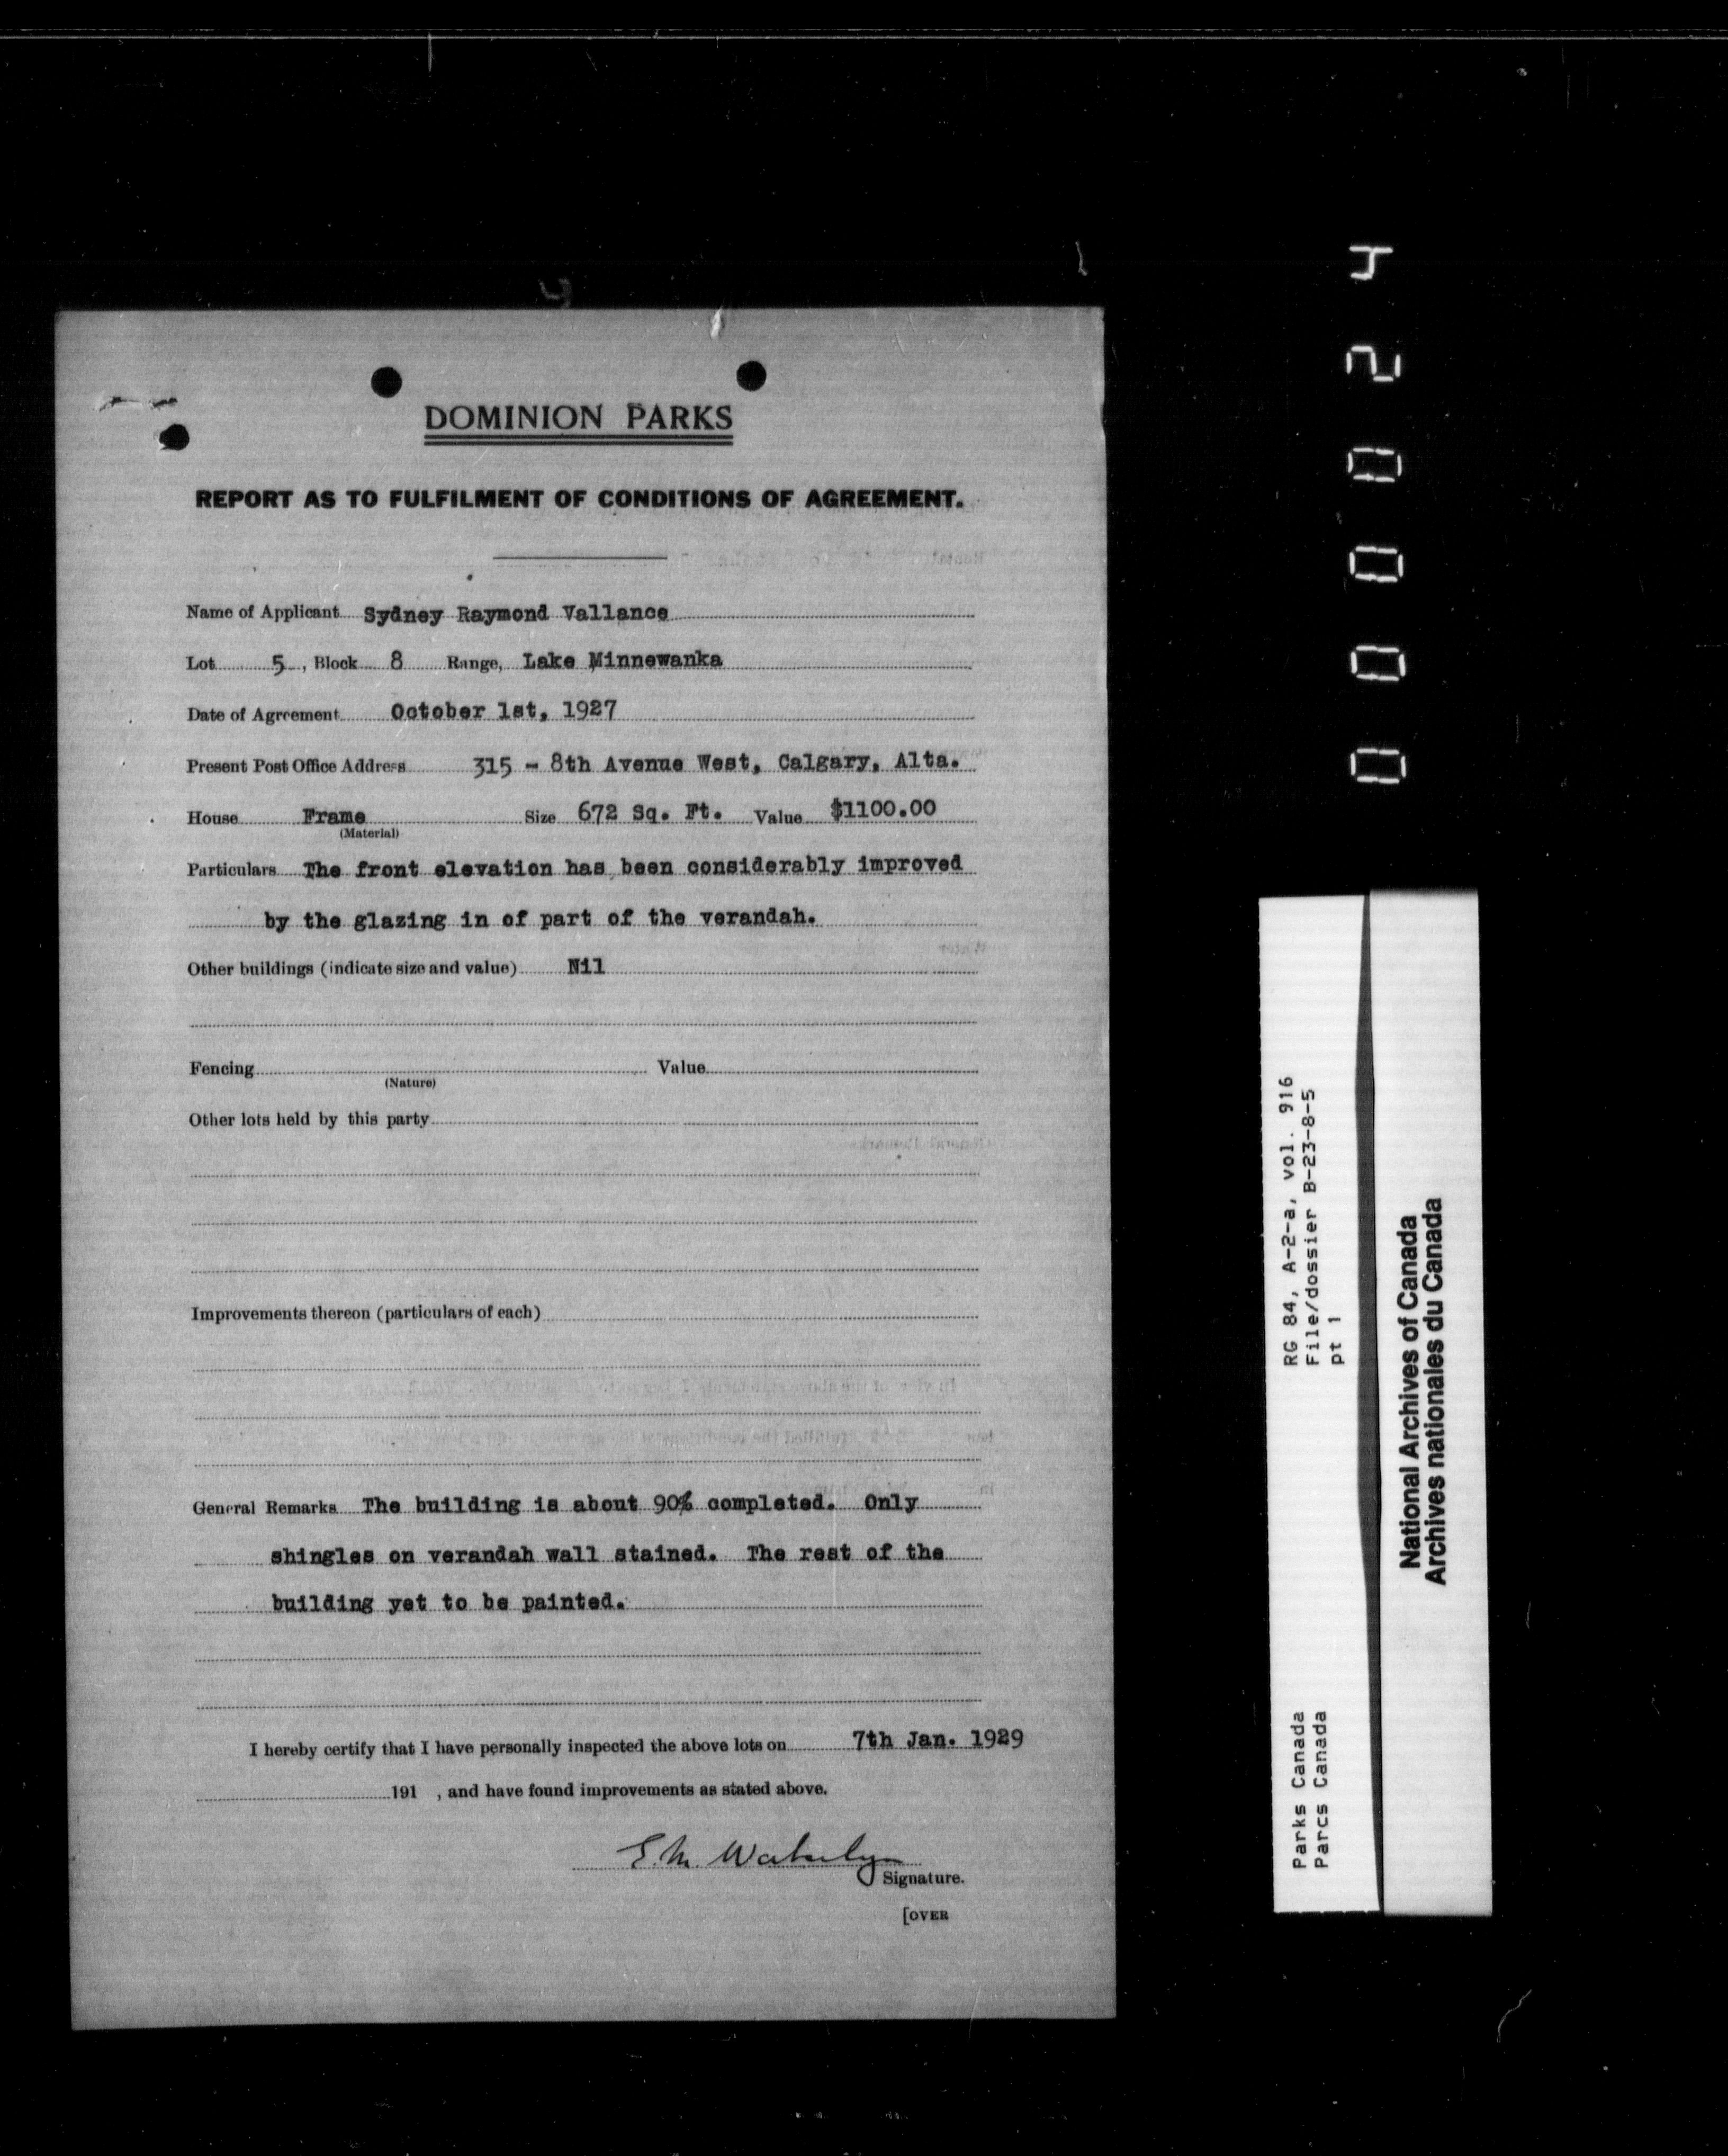 DOMINION PARKS
REPORT AS TO FULFILMENT OF CONDITIONS OF AGREEMENT.
Name of Applicant Sydney Raymond Vallance
Lot 5, Block 8 Range, Lake Minnewanka
Date of Agreement October 1st, 1927
Present Post Office Address 315 - 8th Avenue West, Calgary, Alta.
House Frame Size 672 Sq. Ft. Value $1100.00
(Material)
Particulars The front elevation has been considerably improved
by the glazing in of part of the verandah.
Other buildings (indicate size and value) Nil
Fencing Value
(Nature)
Other lots held by this party
Improvements thereon (particulars of each)
General Remarks The building is about 90% completed. Only
shingles on verandah wall stained. The rest of the
building yet to be painted.
I hereby certify that I have personally inspected the above lots on 7th Jan. 1929
191 , and have found improvements as stated above.
E. M.
Signature.
[OVER
RG 84, A-2-a, vol. 916
File/dossier B-23-8-5
pt 1
Parks Canada
Parcs Canada
National Archives of Canada
Archives nationales du Canada